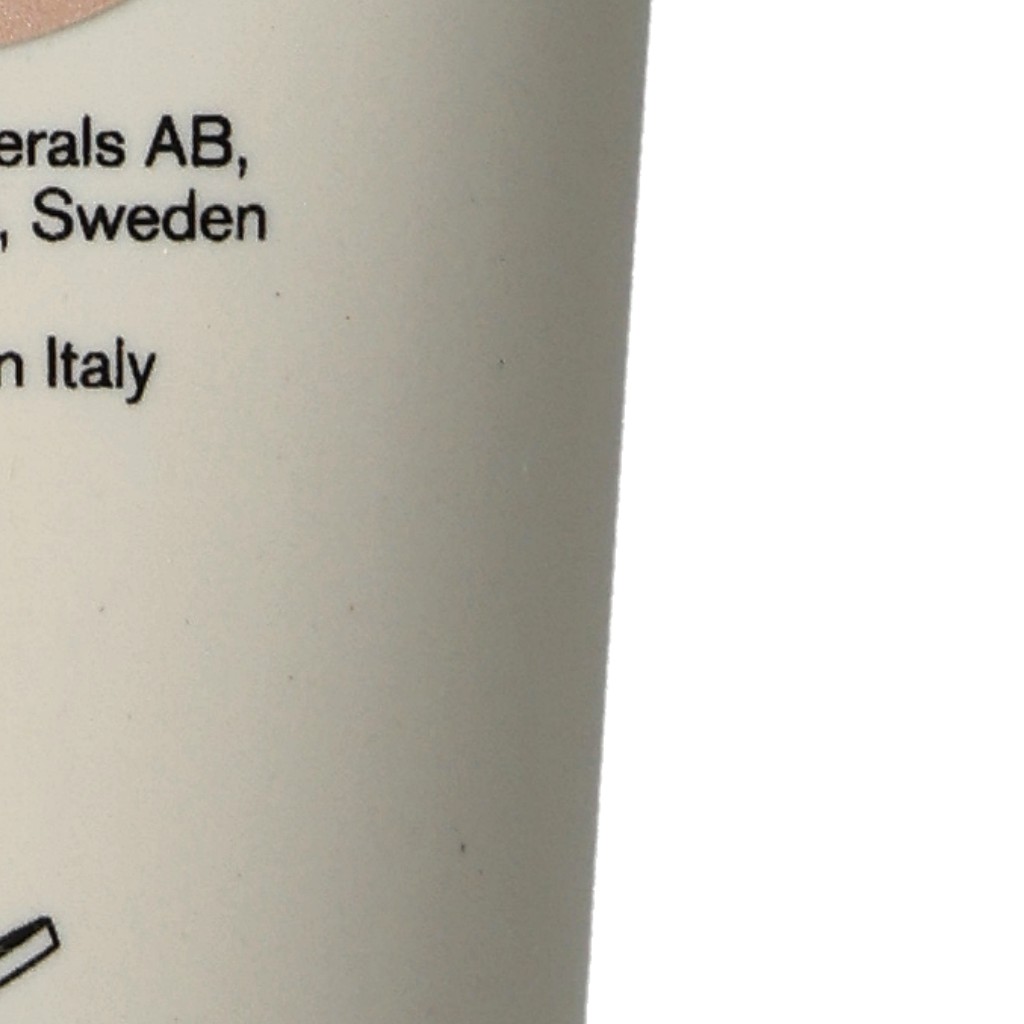 erals AB,
, Sweden
n Italy